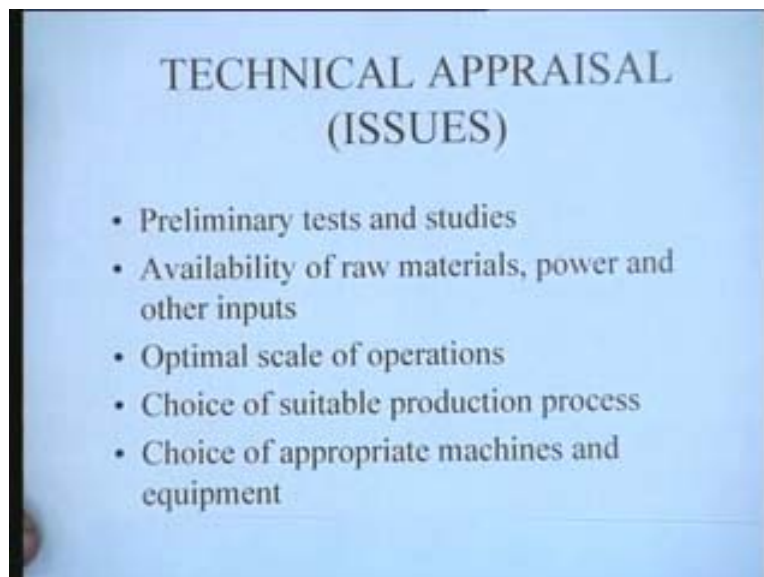 TECHNICAL APPRAISAL
(ISSUES)
• Preliminary tests and studies
• Availability of raw materials, power and
other inputs
• Optimal scale of operations
• Choice of suitable production process
• Choice of appropriate machines and
equipment